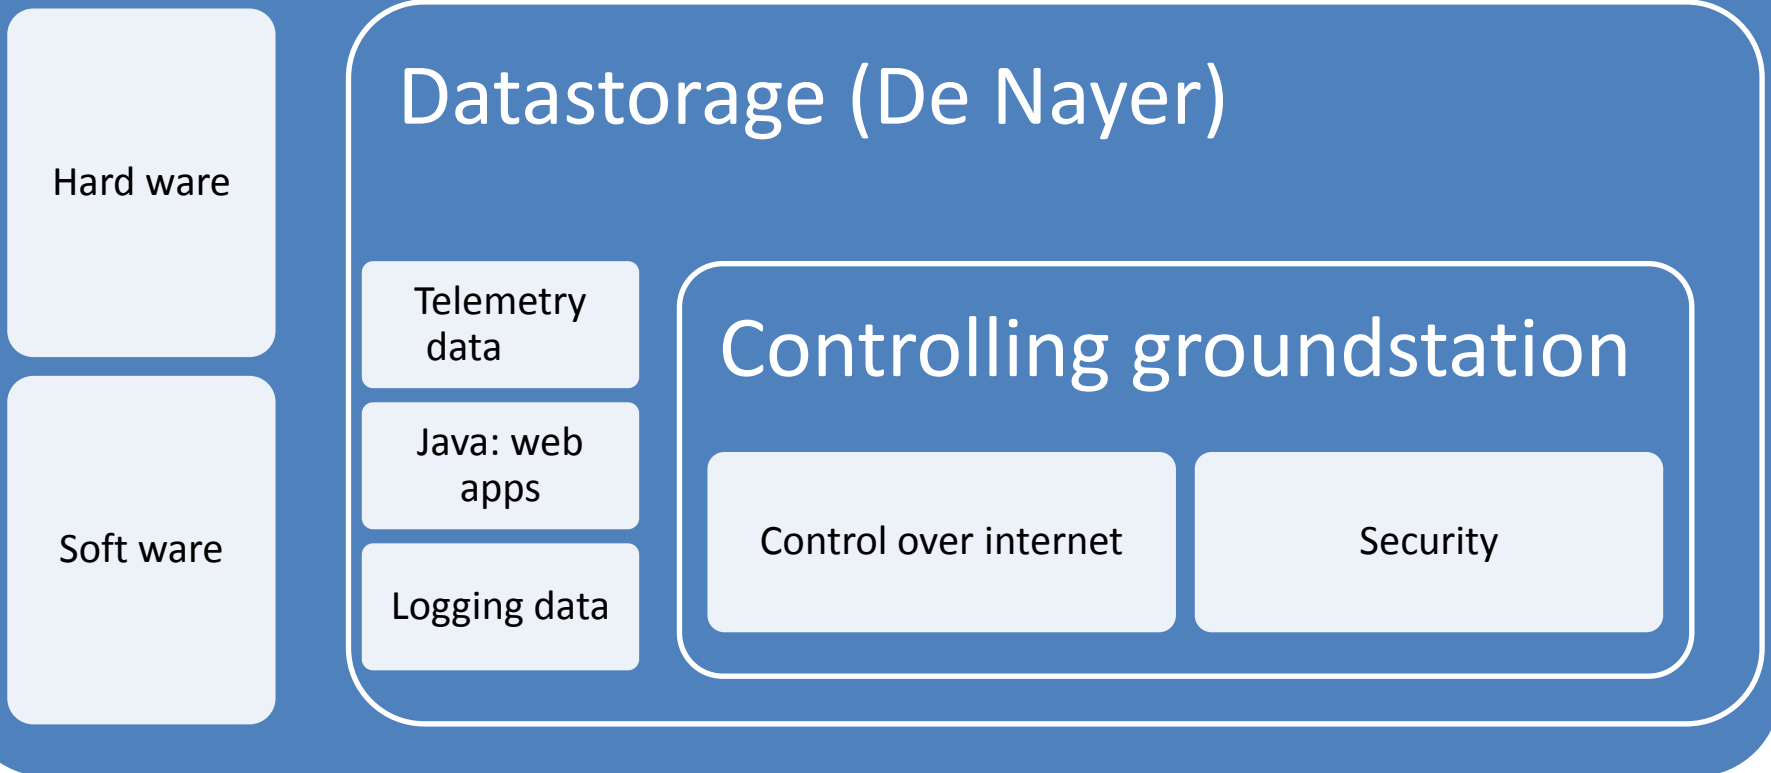 Hard ware
Soft ware
Datastorage (De Nayer)
Telemetry
data
Java: web
apps
Logging data
Controlling groundstation
Control over internet
Security